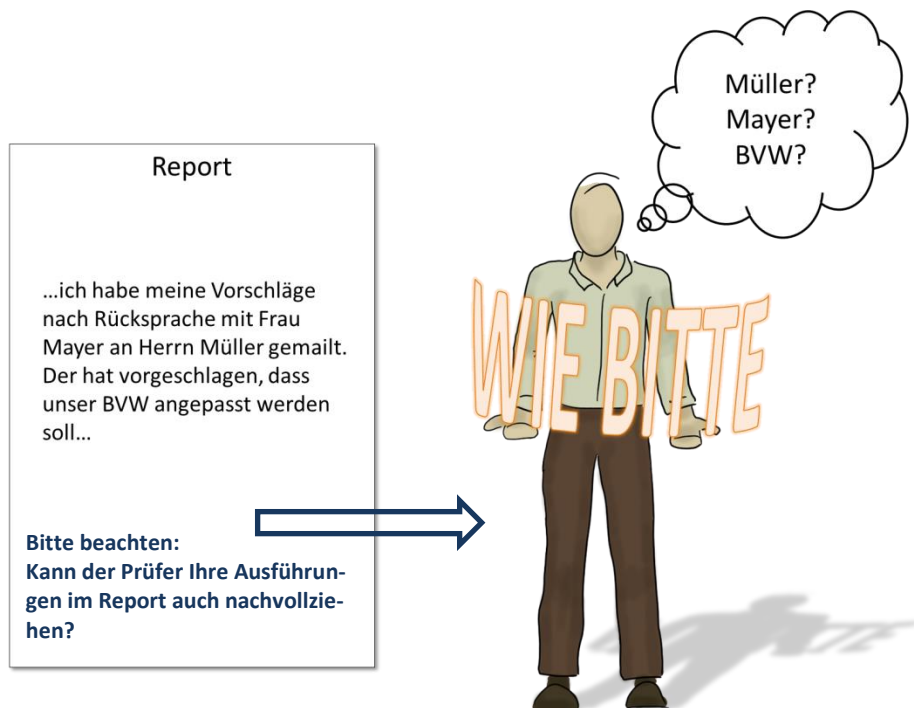 Report
...ich habe meine Vorschläge
nach Rücksprache mit Frau
Mayer an Herrn Müller gemailt.
Der hat vorgeschlagen, dass
unser BVW angepasst werden
soll...
Bitte beachten:
Kann der Prüfer Ihre Ausführun-
gen im Report auch nachvollzie-
hen?
Müller?
Mayer?
BVW?
WIE BITTE